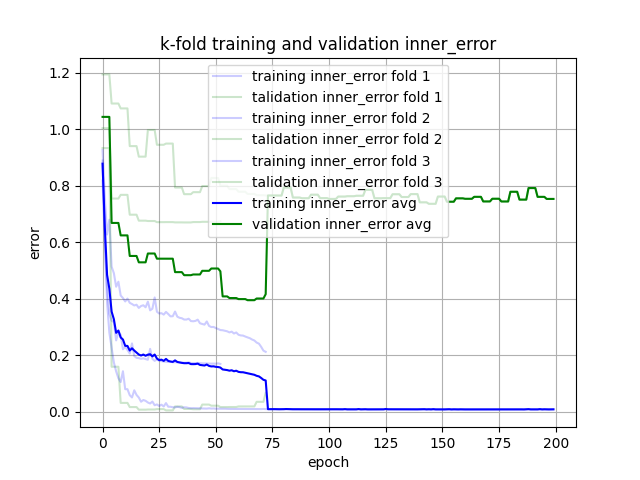 k-fold training and validation inner_error
training inner_error fold 1
talidation inner_error fold 1
training inner_error fold 2
talidation inner_error fold 2
training inner_error fold 3
talidation inner_error fold 3
training inner_error avg
validation inner_error avg
1.2
1.0
0.8
0.6
0.4
0.2
0.0
error
0 25 50 75 100 125 150 175 200
epoch